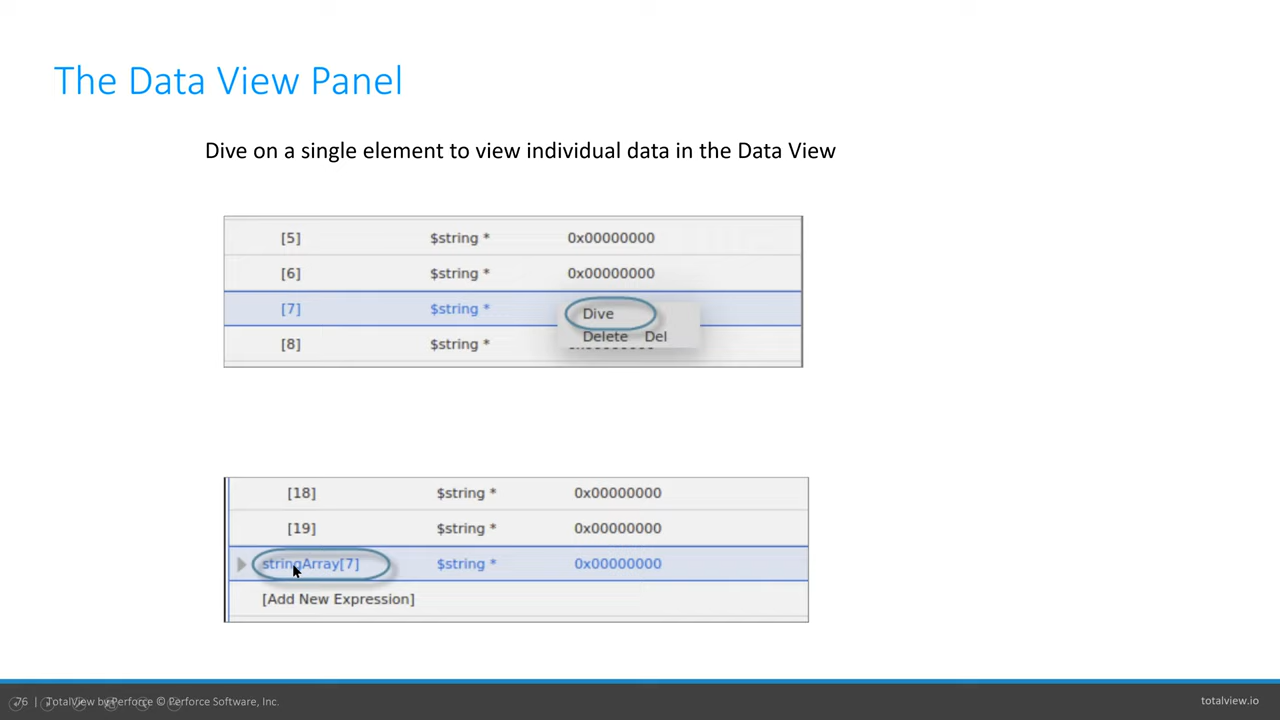 The Data View Panel
Dive on a single element to view individual data in the Data View
[5] $string * 0x00000000
[6] $string * 0x00000000
[7] $string *
Dive
Delete Del
[8] $string *
[18] $string * 0x00000000
[19] $string * 0x00000000
stringArray[7] $string * 0x00000000
[Add New Expression]
76 | TotalView by Perforce © Perforce Software, Inc. totalview.io